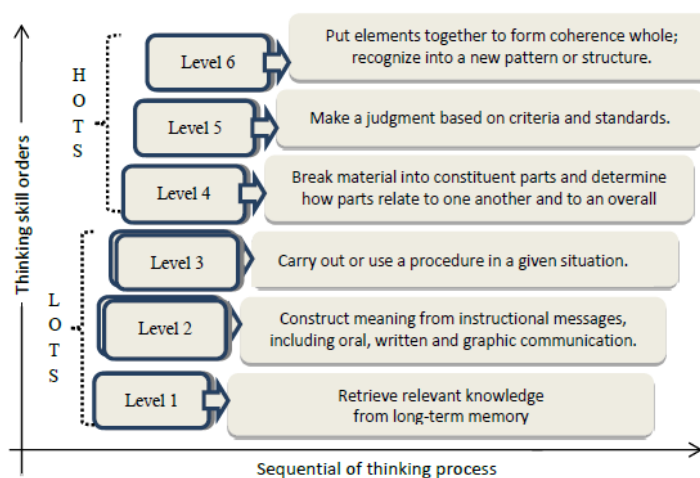 Thinking skill orders
H
O
T
S
L
O
T
S
Level 6
Put elements together to form coherence whole;
recognize into a new pattern or structure.
Level 5
Make a judgment based on criteria and standards.
Level 4
Break material into constituent parts and determine
how parts relate to one another and to an overall
Level 3
Carry out or use a procedure in a given situation.
Level 2
Construct meaning from instructional messages,
including oral, written and graphic communication.
Level 1
Retrieve relevant knowledge
from long-term memory
Sequential of thinking process